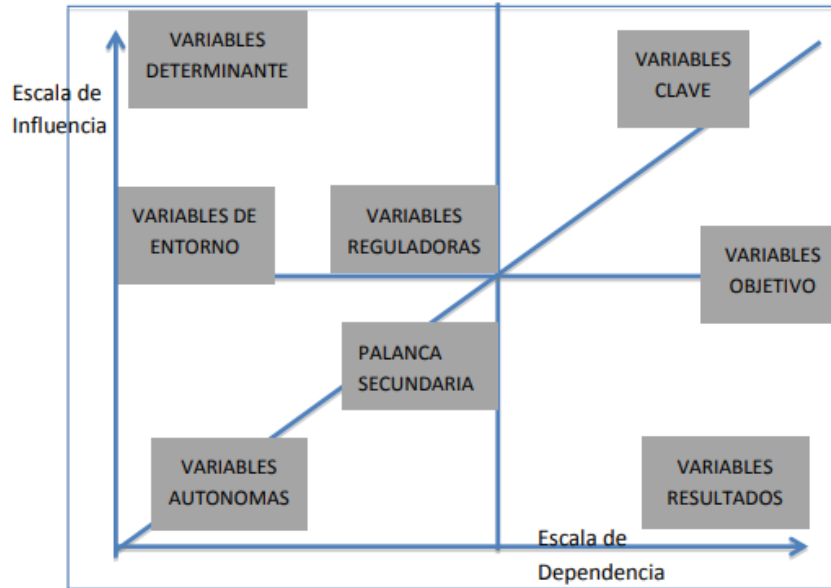 VARIABLES
DETERMINANTE
VARIABLES
CLAVE
Escala de
Influencia
VARIABLES DE
ENTORNO
VARIABLES
REGULADORAS
VARIABLES
OBJETIVO
PALANCA
SECUNDARIA
VARIABLES
AUTONOMAS
VARIABLES
RESULTADOS
Escala de
Dependencia